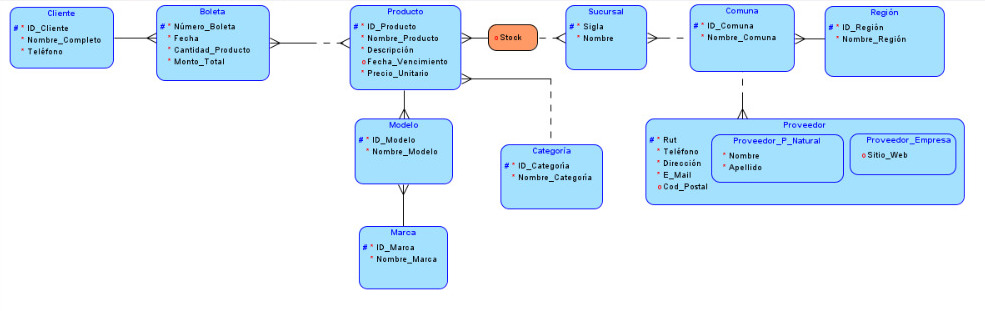 Cliente
# * ID_Cliente
* Nombre_Completo
* Teléfono
Boleta
# * Número_Boleta
* Fecha
* Cantidad_Producto
* Monto_Total
Producto
# * ID_Producto
* Nombre_Producto
* Descripción
o Fecha_Vencimiento
* Precio_Unitario
o Stock
Sucursal
# * Sigla
* Nombre
Comuna
# * ID_Comuna
* Nombre_Comuna
Región
# * ID_Región
* Nombre_Región
Modelo
# * ID_Modelo
* Nombre_Modelo
Categoría
# * ID_Categoría
* Nombre_Categoría
Proveedor
# * Rut
* Teléfono
* Dirección
* E_Mail
o Cod_Postal
Proveedor_P_Natural
* Nombre
* Apellido
Proveedor_Empresa
o Sitio_Web
Marca
# * ID_Marca
* Nombre_Marca